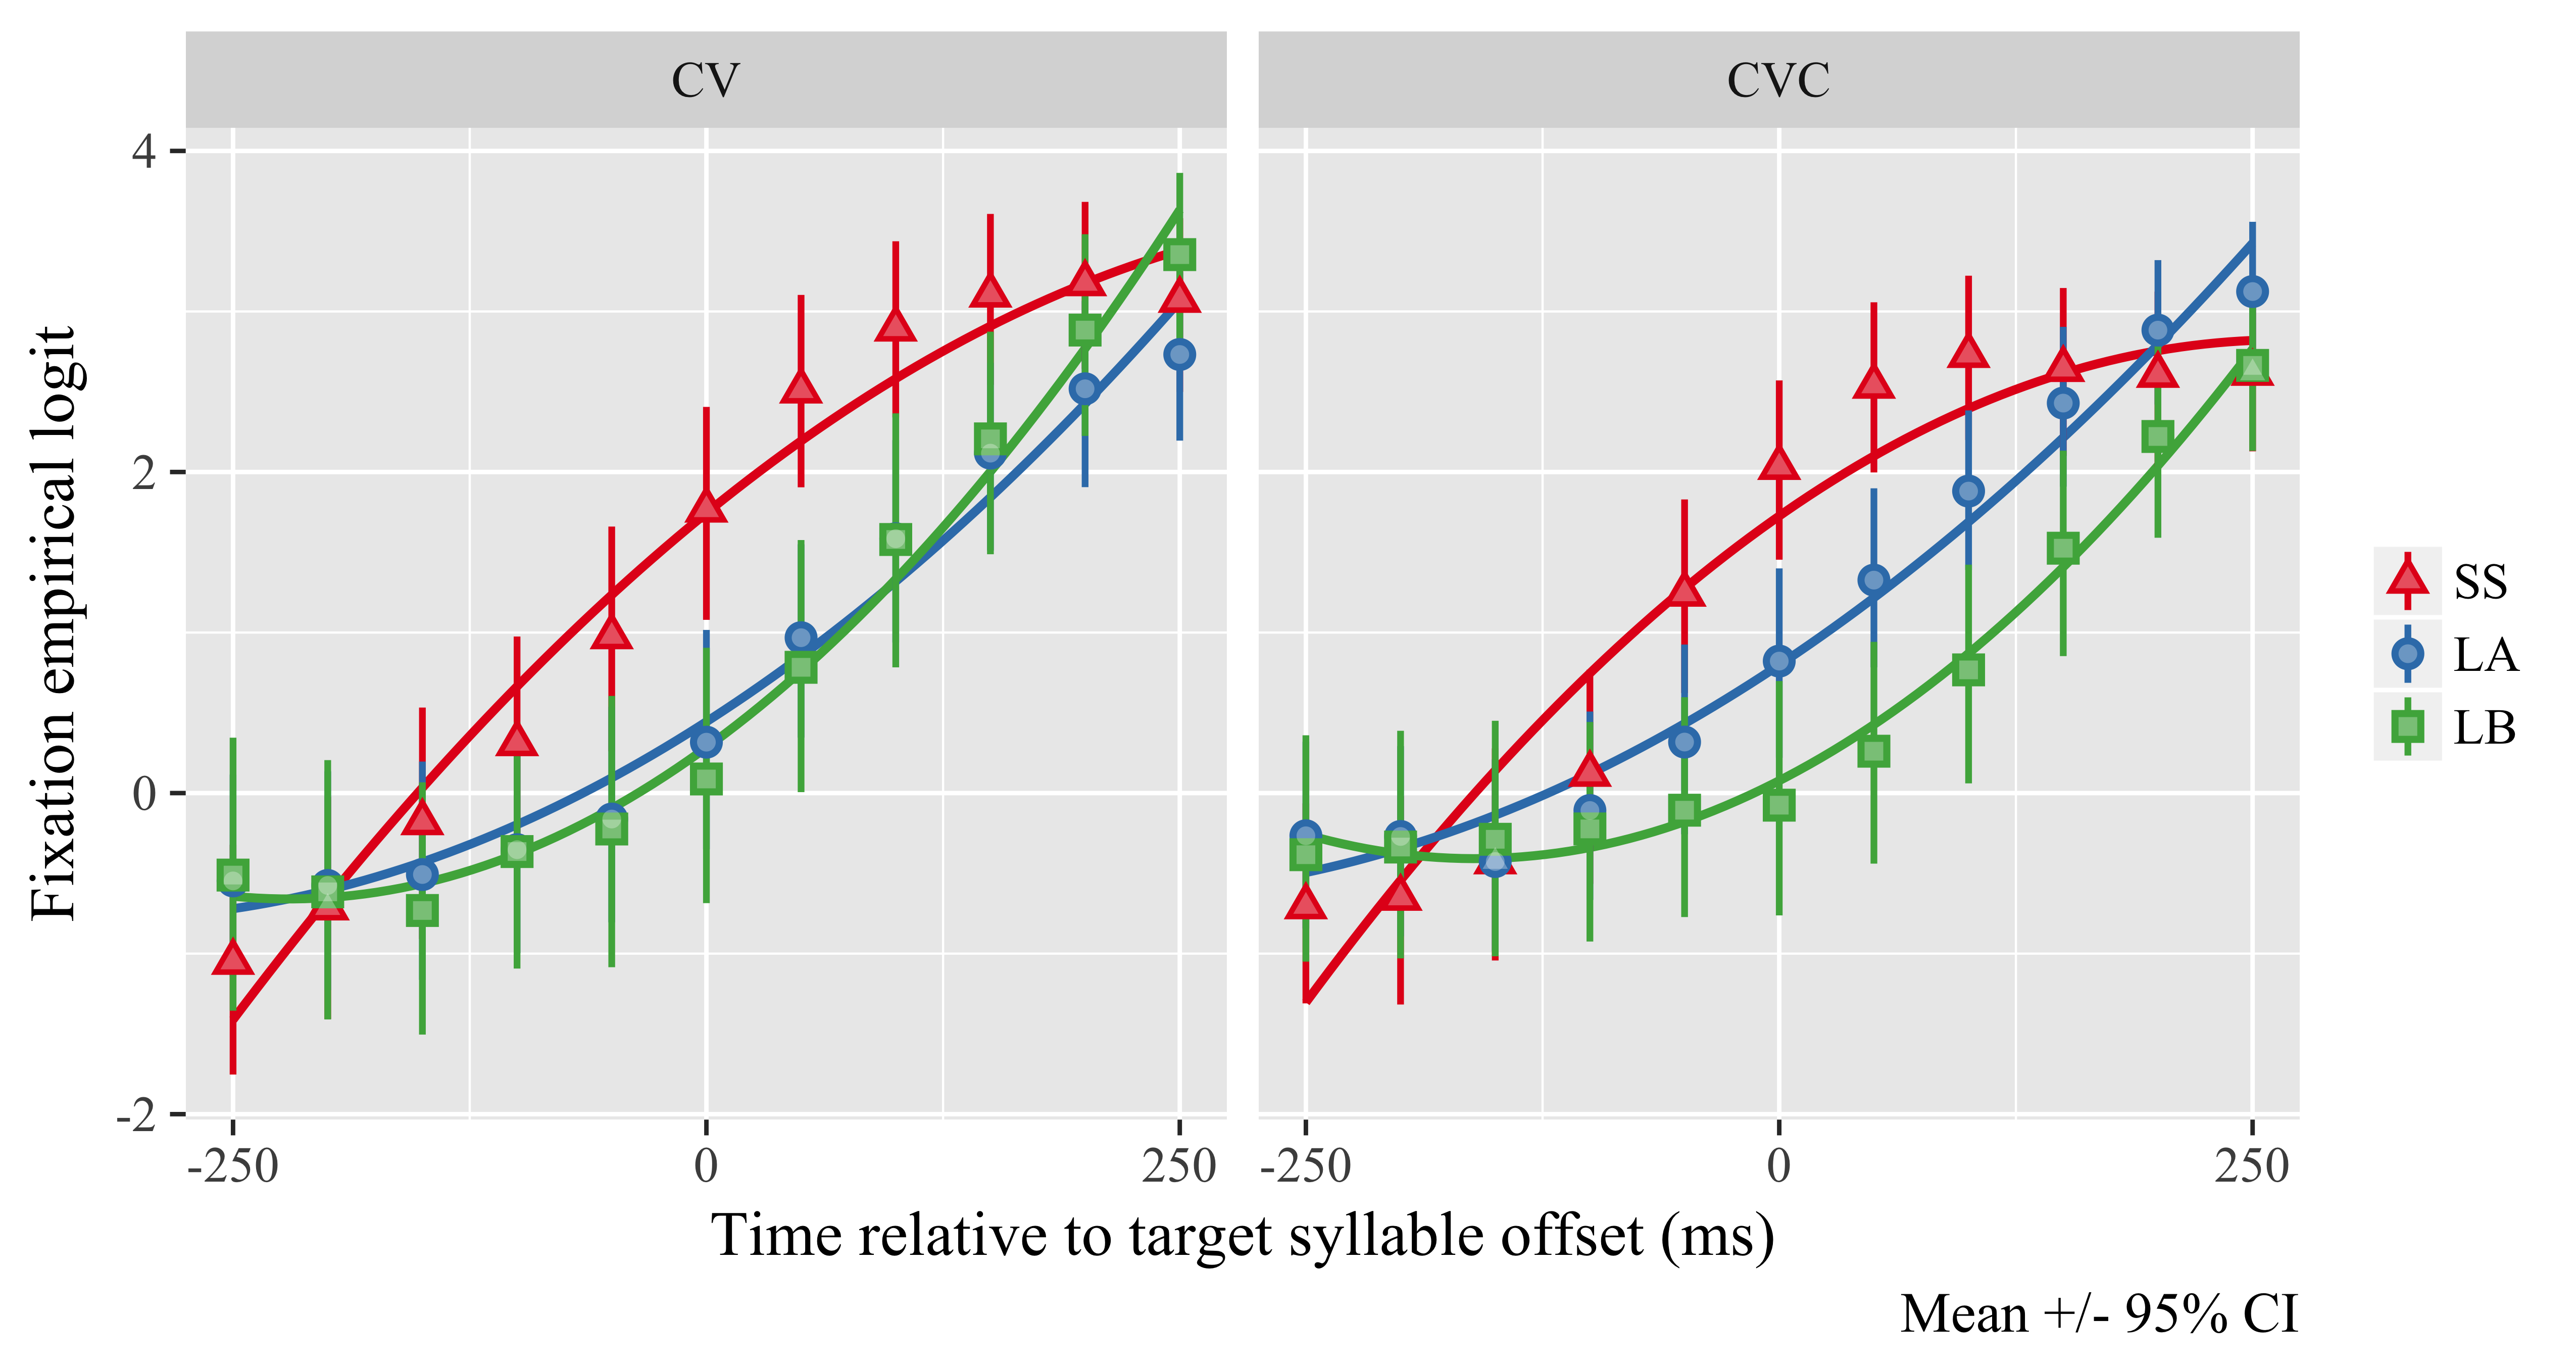 CV
CVC
Fixation empirical logit
4
2
0
-2
-250
0
250
-250
0
250
Time relative to target syllable offset (ms)
SS
LA
LB
Mean +/- 95% CI